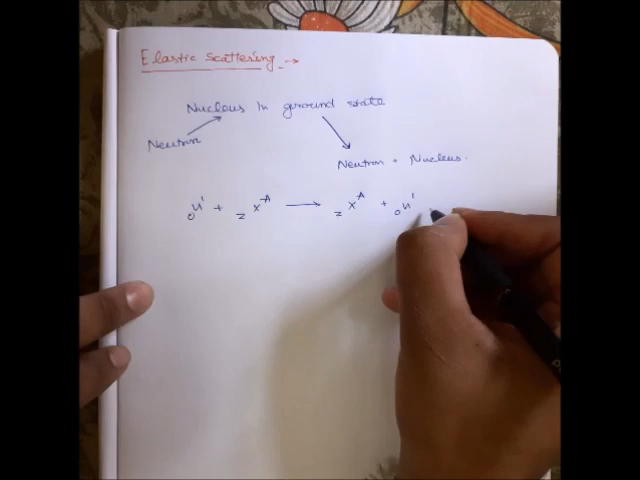 Elastic Scattering →
Nucleus in ground state
Neutron
Neutron + Nucleus.
₀n¹ + zXᴬ → zXᴬ + ₀n¹